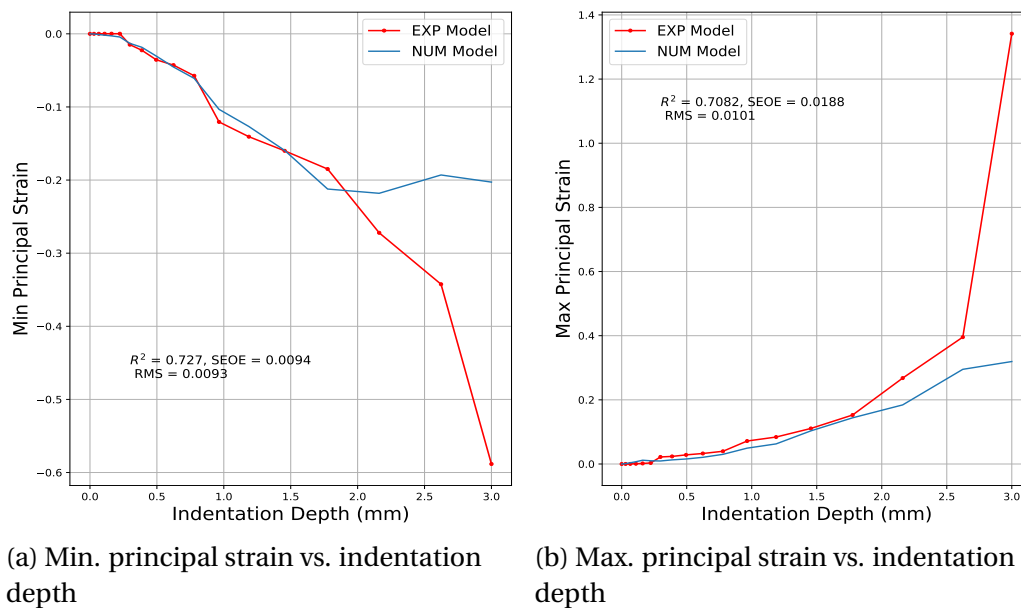 0.0
−0.1
−0.2
−0.3
−0.4
−0.5
−0.6
Min Principal Strain
EXP Model
NUM Model
R² = 0.727, SEOE = 0.0094
RMS = 0.0093
0.0 0.5 1.0 1.5 2.0 2.5 3.0
Indentation Depth (mm)
1.4
1.2
1.0
0.8
0.6
0.4
0.2
0.0
Max Principal Strain
EXP Model
NUM Model
R² = 0.7082, SEOE = 0.0188
RMS = 0.0101
0.0 0.5 1.0 1.5 2.0 2.5 3.0
Indentation Depth (mm)
(a) Min. principal strain vs. indentation
depth
(b) Max. principal strain vs. indentation
depth